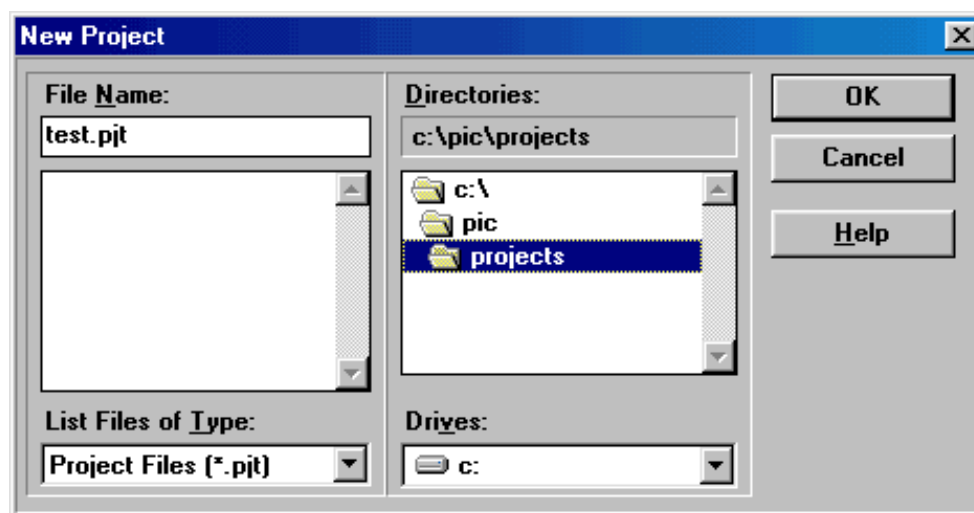 New Project
File Name:
test.pjt
List Files of Type:
Project Files (*.pjt)
Directories:
c:\pic\projects
c:\
pic
projects
Drives:
c:
OK
Cancel
Help